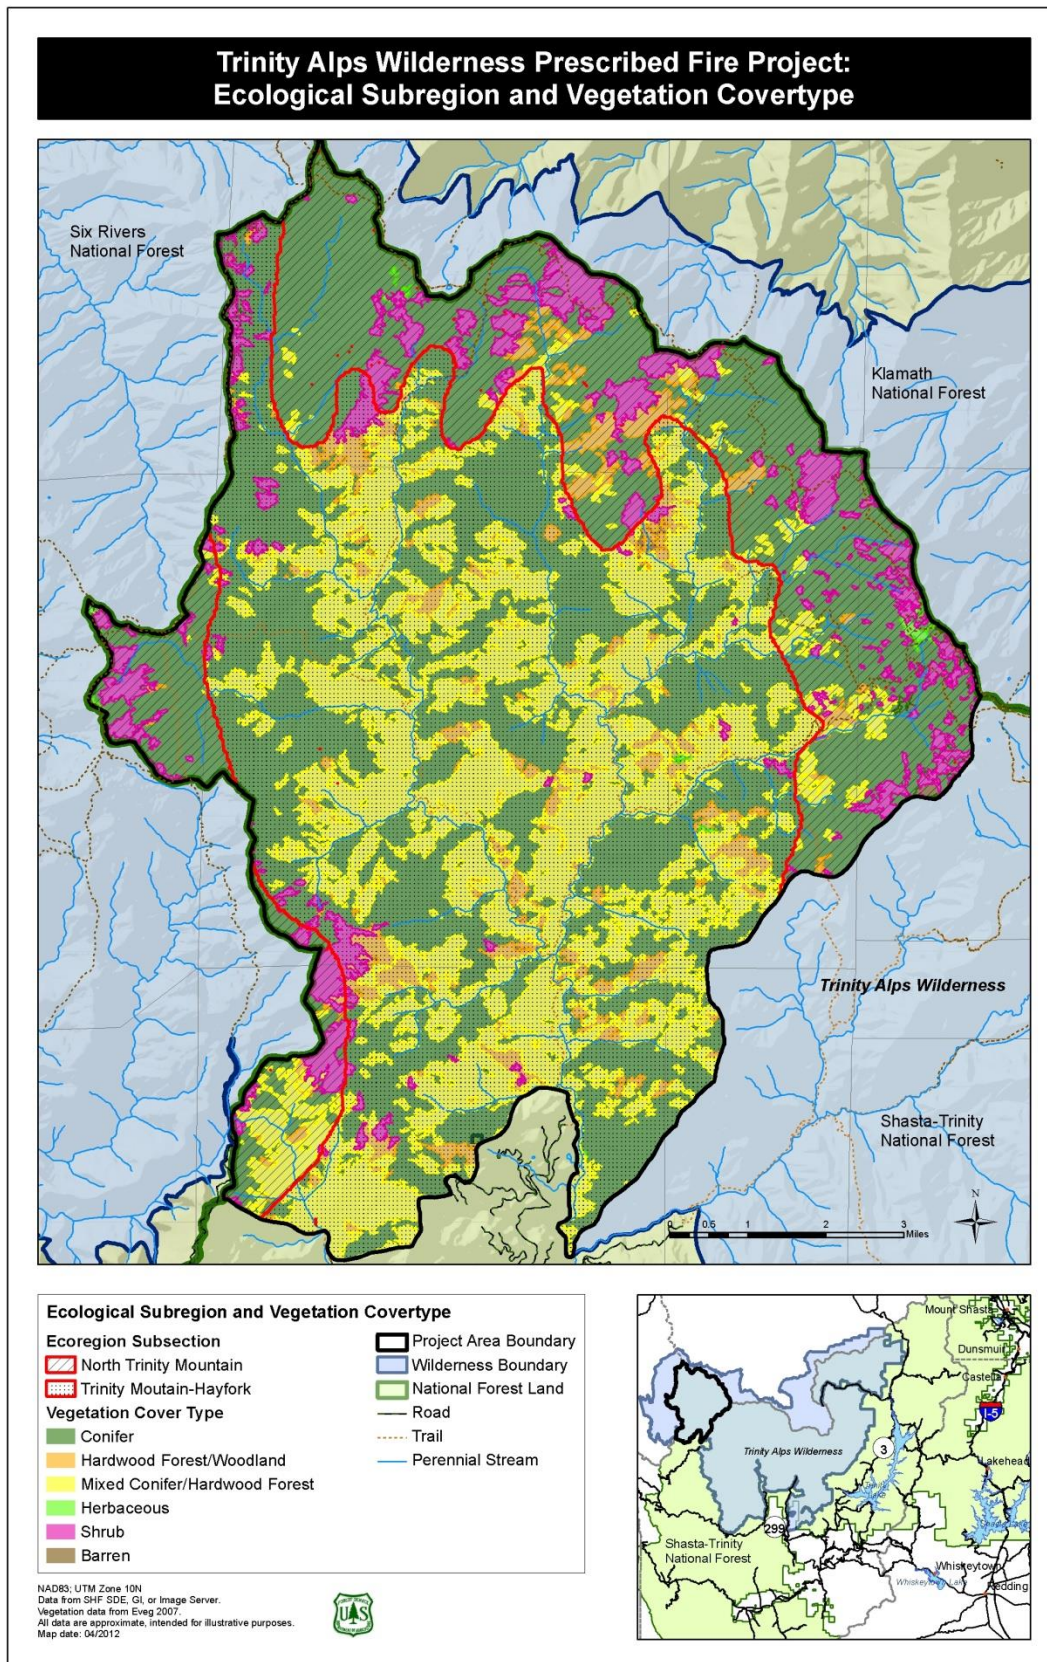 Trinity Alps Wilderness Prescribed Fire Project:
Ecological Subregion and Vegetation Covertype
Six Rivers
National Forest
Klamath
National Forest
Trinity Alps Wilderness
Shasta-Trinity
National Forest
N
0 0.5 1 2 3
Miles
Ecological Subregion and Vegetation Covertype
Ecoregion Subsection
North Trinity Mountain
Trinity Moutain-Hayfork
Vegetation Cover Type
Conifer
Hardwood Forest/Woodland
Mixed Conifer/Hardwood Forest
Herbaceous
Shrub
Barren
Project Area Boundary
Wilderness Boundary
National Forest Land
Road
Trail
Perennial Stream
NAD83; UTM Zone 10N
Data from SHF SDE, GI, or Image Server.
Vegetation data from Eveg 2007.
All data are approximate, intended for illustrative purposes.
Map date: 04/2012
FOREST SERVICE
U S
Mount Shasta
Dunsmuir
Castella
I-5
Trinity Alps Wilderness
3
Lakehead
Trinity
Lake
299
Shasta-Trinity
National Forest
Whiskeytown
Whiskeytown Lake
Redding